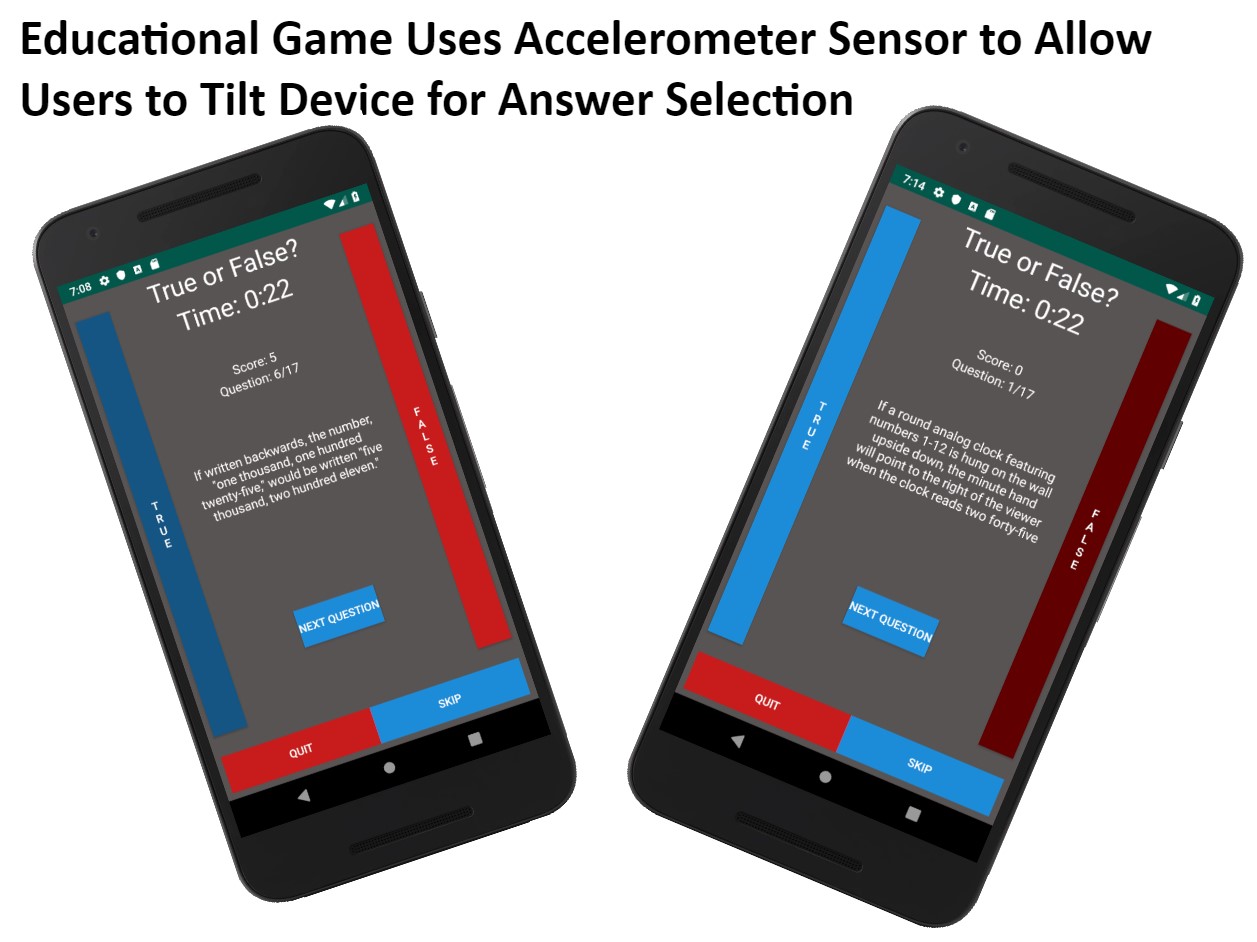 Educational Game Uses Accelerometer Sensor to Allow
Users to Tilt Device for Answer Selection
7:08
True or False?
Time: 0:22
Score: 5
Question: 6/17
If written backwards, the number,
"one thousand, one hundred
twenty-five," would be written "five
thousand, two hundred eleven."
TRUE
FALSE
NEXT QUESTION
QUIT
SKIP
7:14
True or False?
Time: 0:22
Score: 0
Question: 1/17
If a round analog clock featuring
numbers 1-12 is hung on the wall
upside down, the minute hand
will point to the right of the viewer
when the clock reads two forty-five
TRUE
FALSE
NEXT QUESTION
QUIT
SKIP